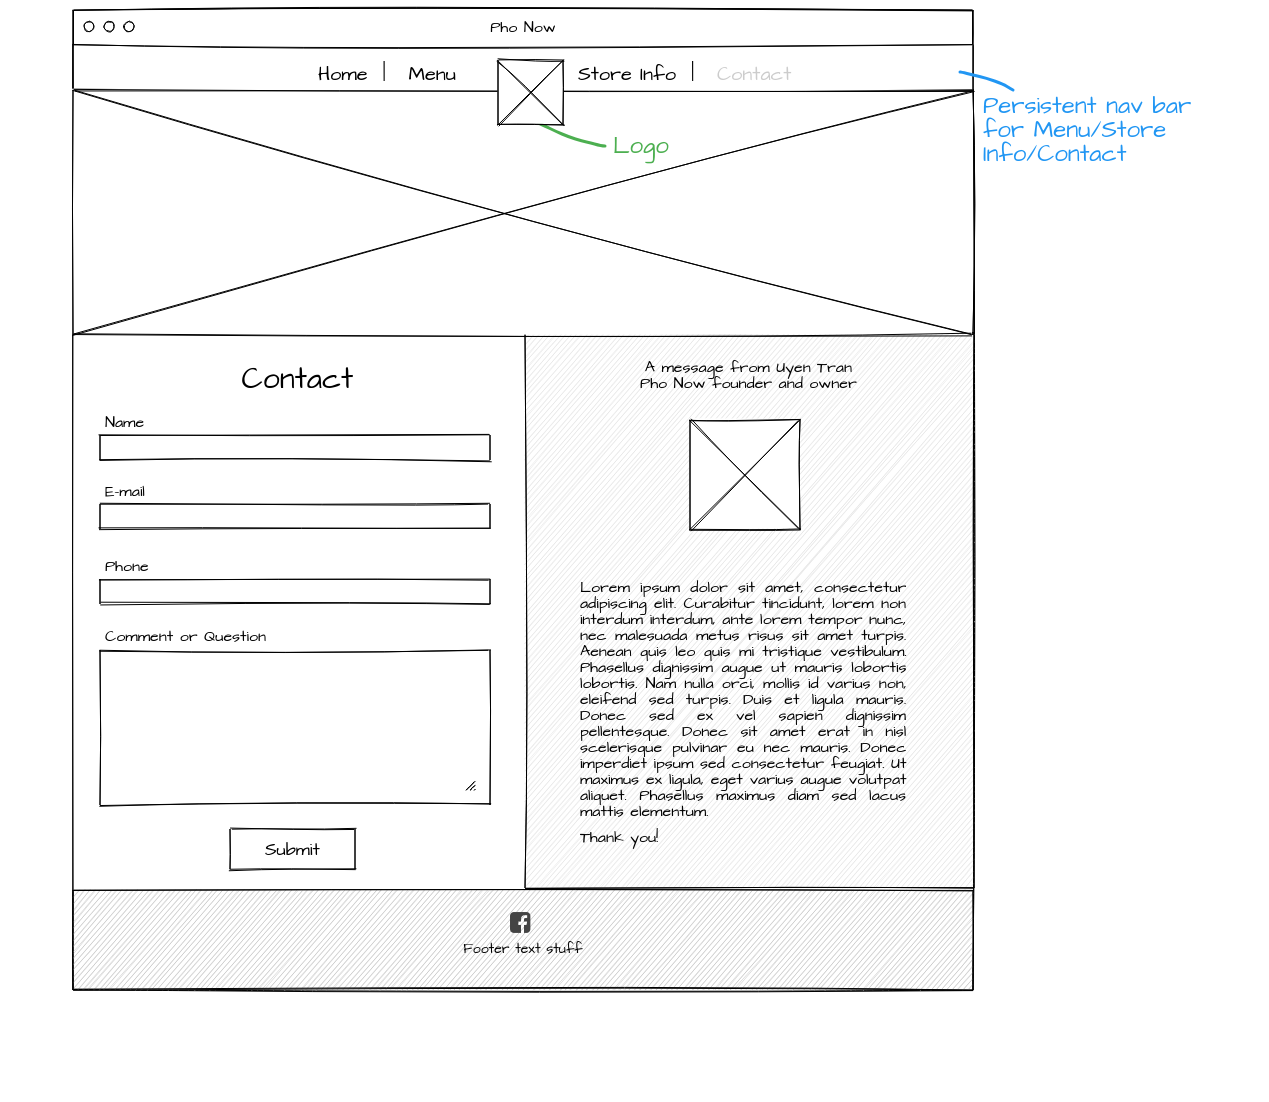 Pho Now
Home | Menu Store Info | Contact
Persistent nav bar
for Menu/Store
Info/Contact
Logo
Contact
Name
E-mail
Phone
Comment or Question
Submit
A message from Uyen Tran
Pho Now founder and owner
Lorem ipsum dolor sit amet, consectetur
adipiscing elit. Curabitur tincidunt, lorem non
interdum interdum, ante lorem tempor nunc,
nec malesuada metus risus sit amet turpis.
Aenean quis leo quis mi tristique vestibulum.
Phasellus dignissim augue ut mauris lobortis
lobortis. Nam nulla orci, mollis id varius non,
eleifend sed turpis. Duis et ligula mauris.
Donec sed ex vel sapien dignissim
pellentesque. Donec sit amet erat in nisl
scelerisque pulvinar eu nec mauris. Donec
imperdiet ipsum sed consectetur feugiat. Ut
maximus ex ligula, eget varius augue volutpat
aliquet. Phasellus maximus diam sed lacus
mattis elementum.
Thank you!
Footer text stuff